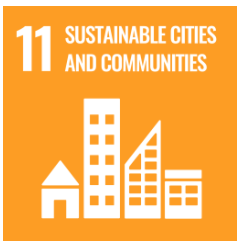 11 SUSTAINABLE CITIES
AND COMMUNITIES